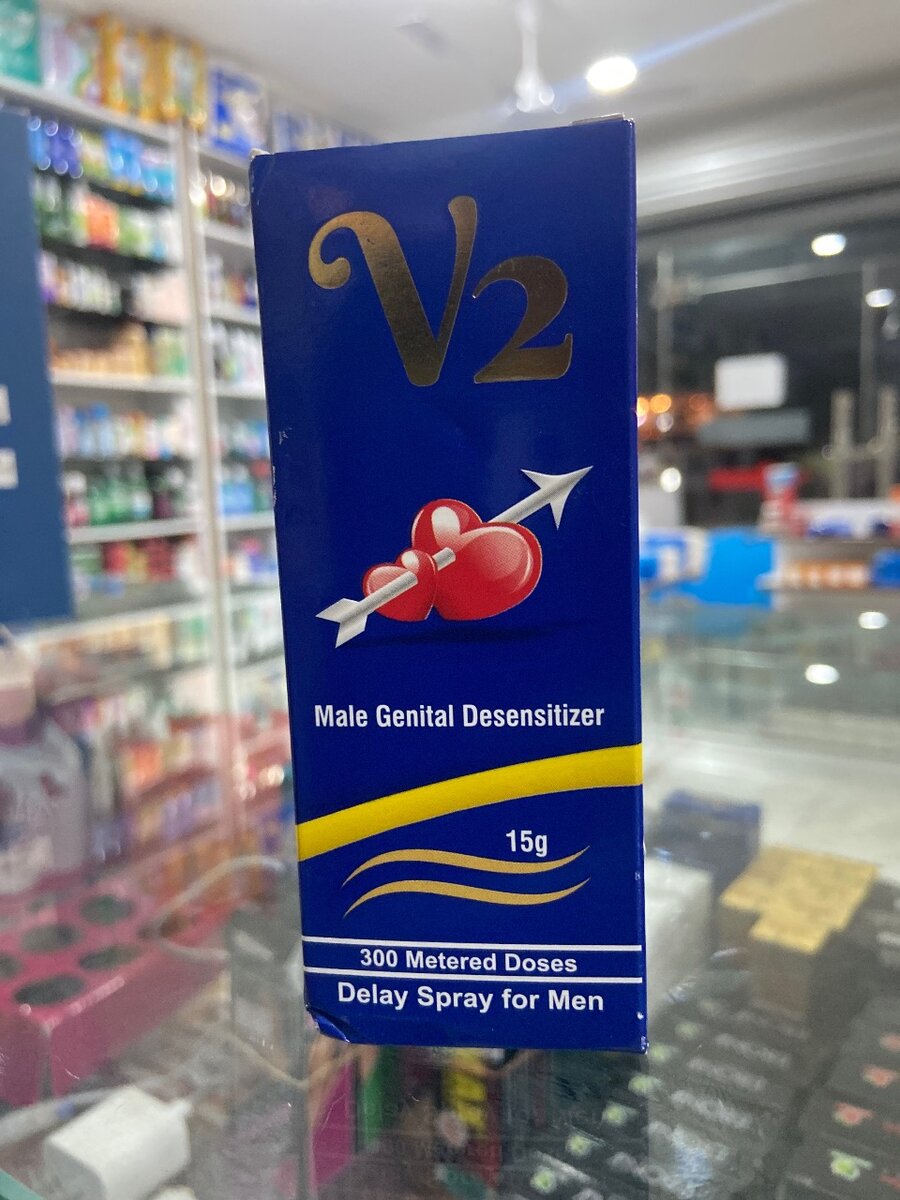 V2
Male Genital Desensitizer
15g
300 Metered Doses
Delay Spray for Men